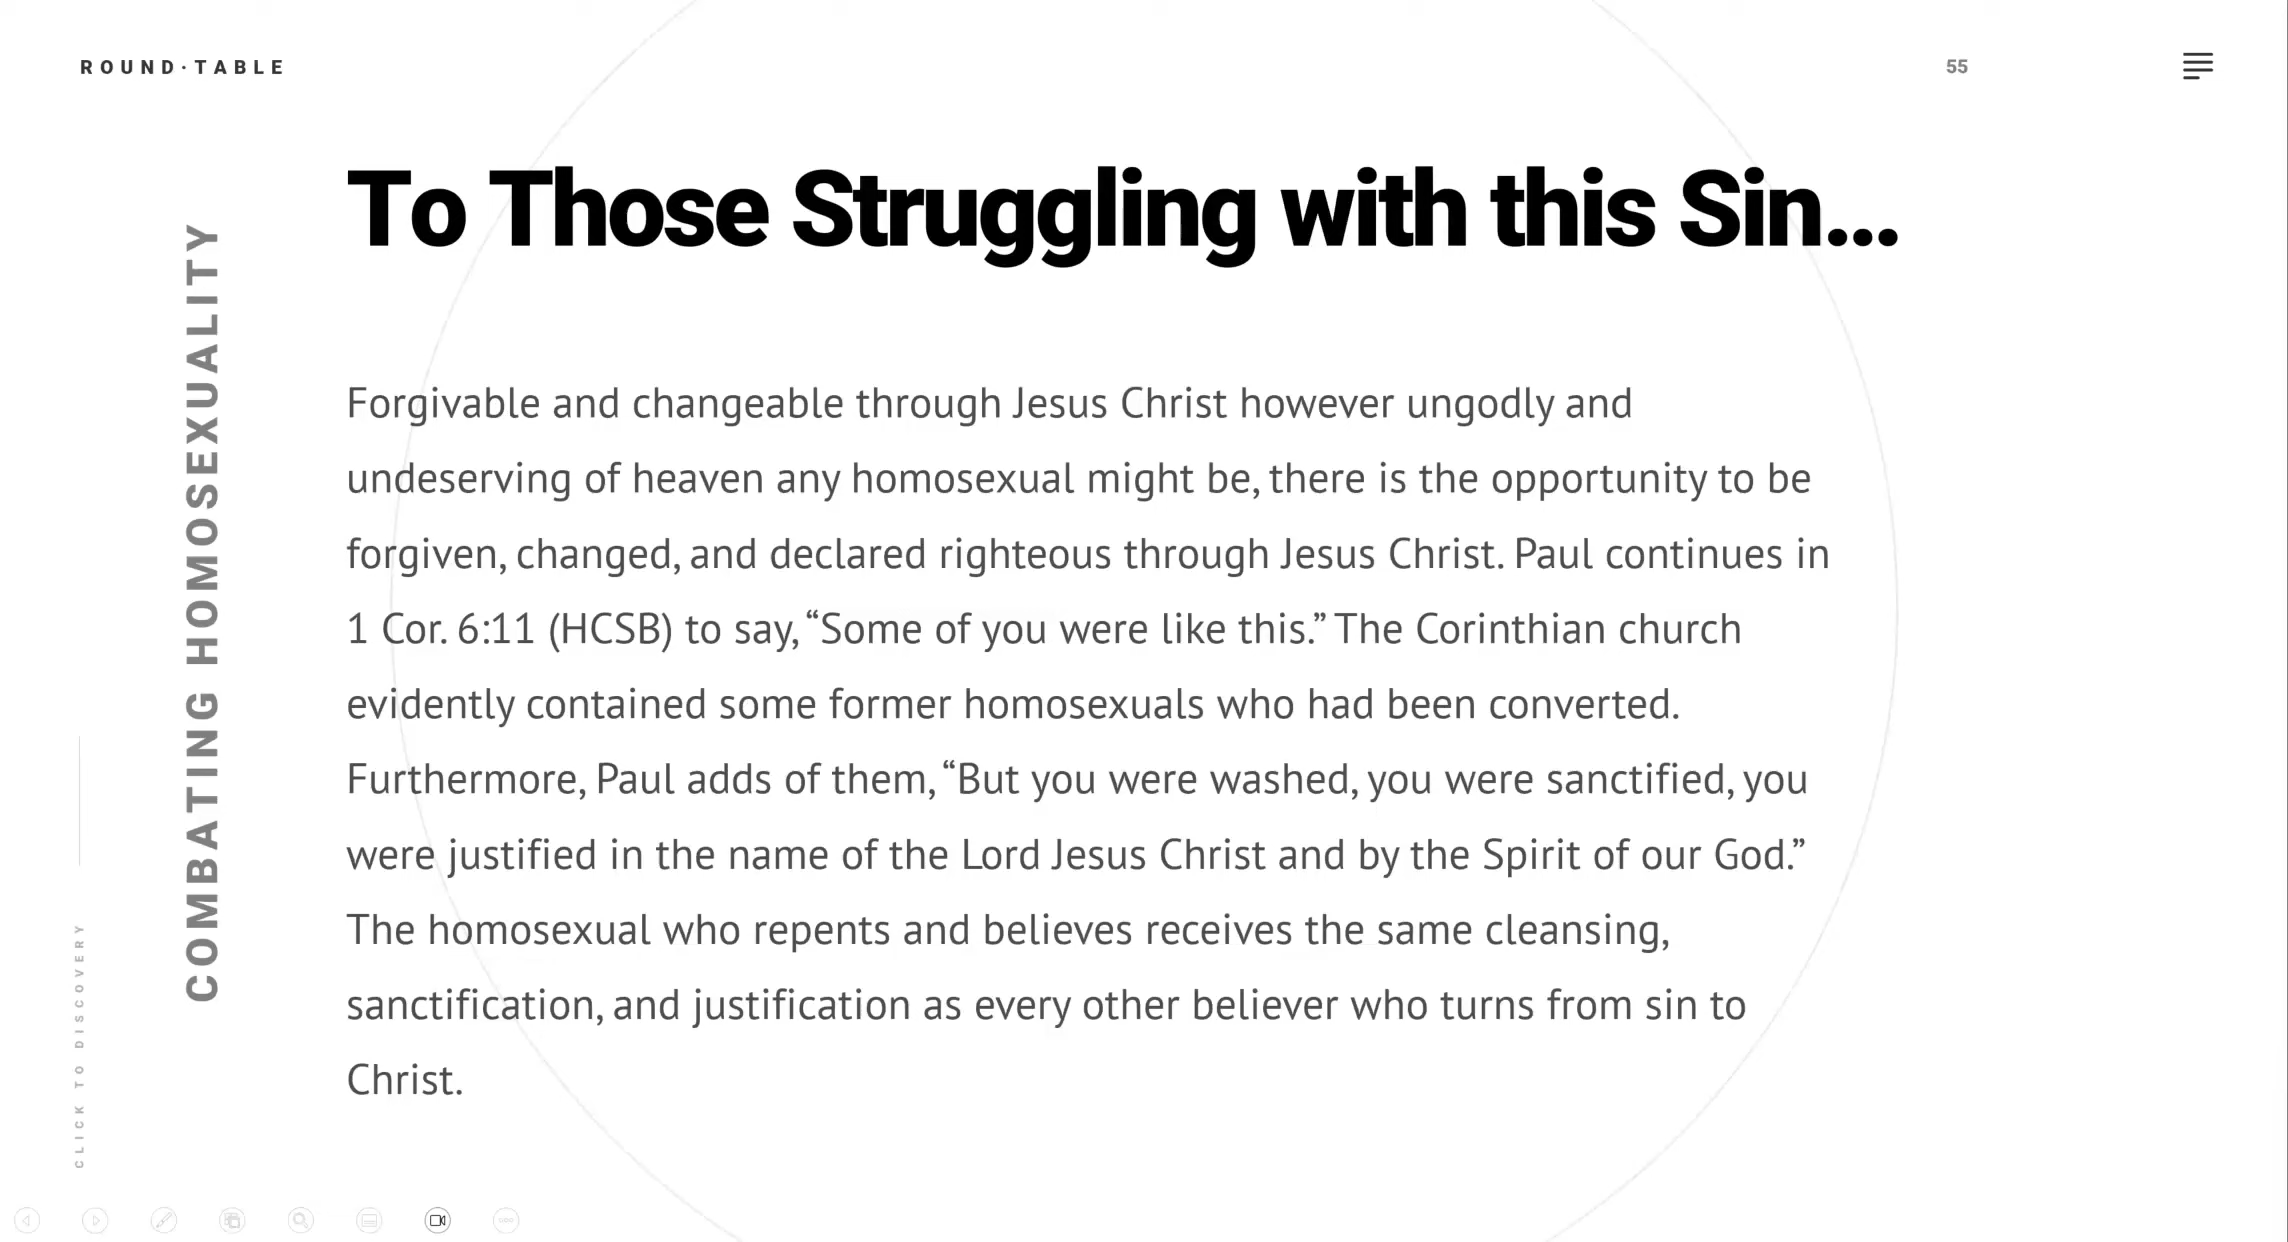 ROUND·TABLE
55
To Those Struggling with this Sin...
COMBATING HOMOSEXUALITY
Forgivable and changeable through Jesus Christ however ungodly and
undeserving of heaven any homosexual might be, there is the opportunity to be
forgiven, changed, and declared righteous through Jesus Christ. Paul continues in
1 Cor. 6:11 (HCSB) to say, “Some of you were like this.” The Corinthian church
evidently contained some former homosexuals who had been converted.
Furthermore, Paul adds of them, “But you were washed, you were sanctified, you
were justified in the name of the Lord Jesus Christ and by the Spirit of our God.”
The homosexual who repents and believes receives the same cleansing,
sanctification, and justification as every other believer who turns from sin to
Christ.
CLICK TO DISCOVERY